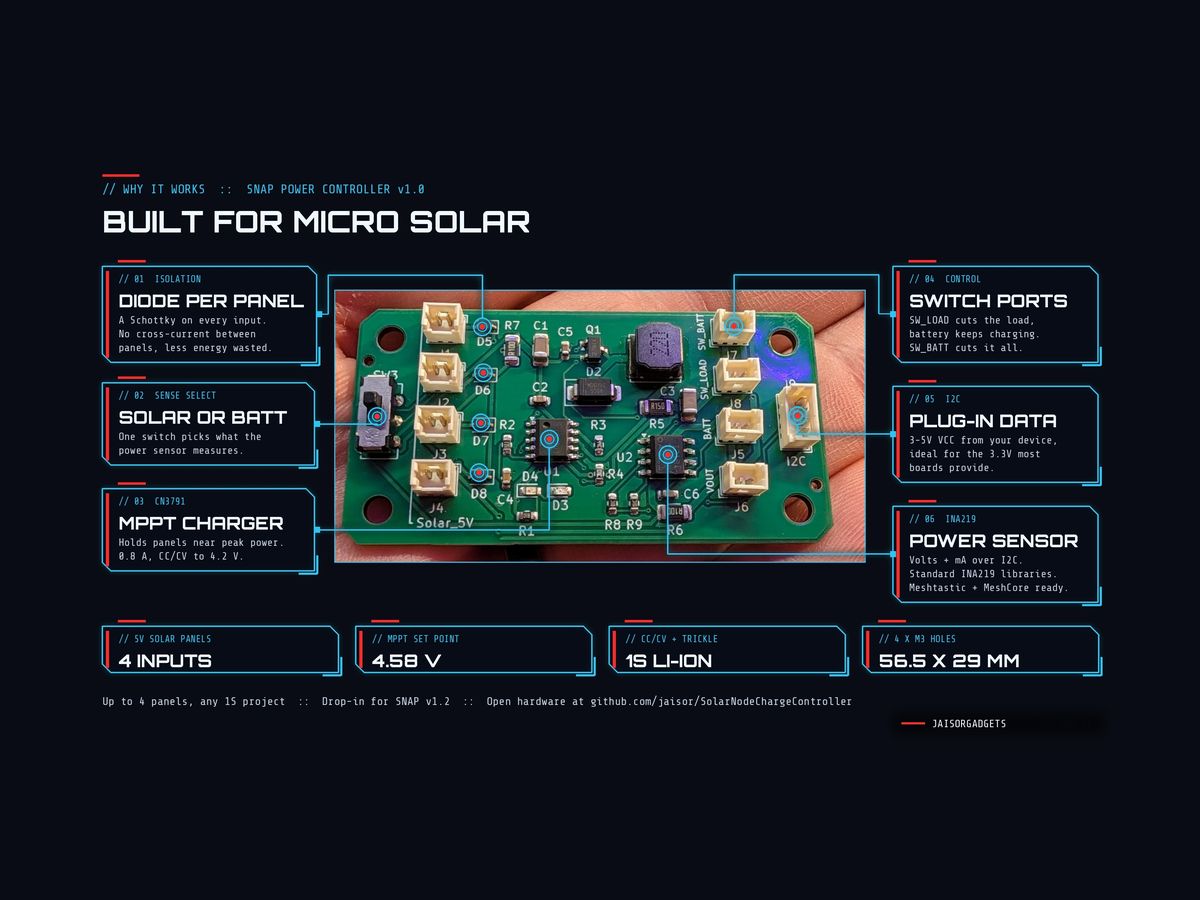 // WHY IT WORKS :: SNAP POWER CONTROLLER v1.0
BUILT FOR MICRO SOLAR
// 01 ISOLATION
DIODE PER PANEL
A Schottky on every input.
No cross-current between
panels, less energy wasted.
// 02 SENSE SELECT
SOLAR OR BATT
One switch picks what the
power sensor measures.
// 03 CN3791
MPPT CHARGER
Holds panels near peak power.
0.8 A, CC/CV to 4.2 V.
D5
R7
C1
C5
Q1
SW_BATT
J7
D2
SW3
J2
D6
C2
C3
SW_LOAD
J8
R5
R150
J3
D7
R2
R3
BATT
J5
I2C
U1
U2
D8
D4
R4
C4
D3
C6
VOUT
J6
J4
Solar_5V
R1
R8 R9
R6
// 04 CONTROL
SWITCH PORTS
SW_LOAD cuts the load,
battery keeps charging.
SW_BATT cuts it all.
// 05 I2C
PLUG-IN DATA
3-5V VCC from your device,
ideal for the 3.3V most
boards provide.
// 06 INA219
POWER SENSOR
Volts + mA over I2C.
Standard INA219 libraries.
Meshtastic + MeshCore ready.
// 5V SOLAR PANELS
4 INPUTS
// MPPT SET POINT
4.58 V
// CC/CV + TRICKLE
1S LI-ION
// 4 X M3 HOLES
56.5 X 29 MM
Up to 4 panels, any 1S project :: Drop-in for SNAP v1.2 :: Open hardware at github.com/jaisor/SolarNodeChargeController
JAISORGADGETS